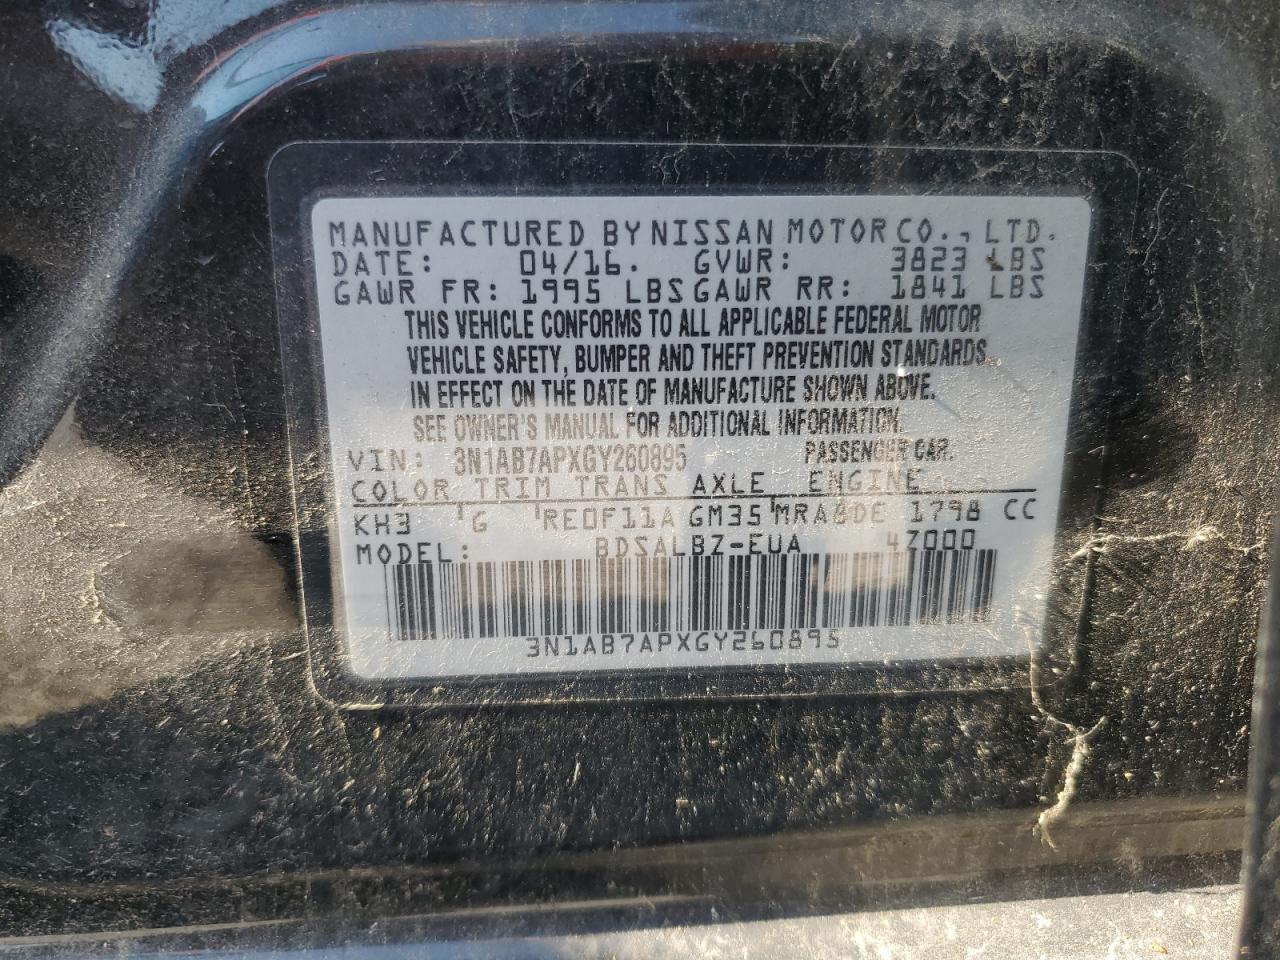 MANUFACTURED BY NISSAN MOTOR CO., LTD.
DATE: 04/16. GVWR: 3823 LBS
GAWR FR: 1995 LBS GAWR RR: 1841 LBS
THIS VEHICLE CONFORMS TO ALL APPLICABLE FEDERAL MOTOR
VEHICLE SAFETY, BUMPER AND THEFT PREVENTION STANDARDS
IN EFFECT ON THE DATE OF MANUFACTURE SHOWN ABOVE.
SEE OWNER'S MANUAL FOR ADDITIONAL INFORMATION.
VIN: 3N1AB7APXGY260895 PASSENGER CAR.
COLOR TRIM TRANS AXLE ENGINE
KH3 'G RE0F11A GM35'MRA8DE 1798 CC
MODEL: BDSALBZ-EUA 4Z000
3N1AB7APXGY260895